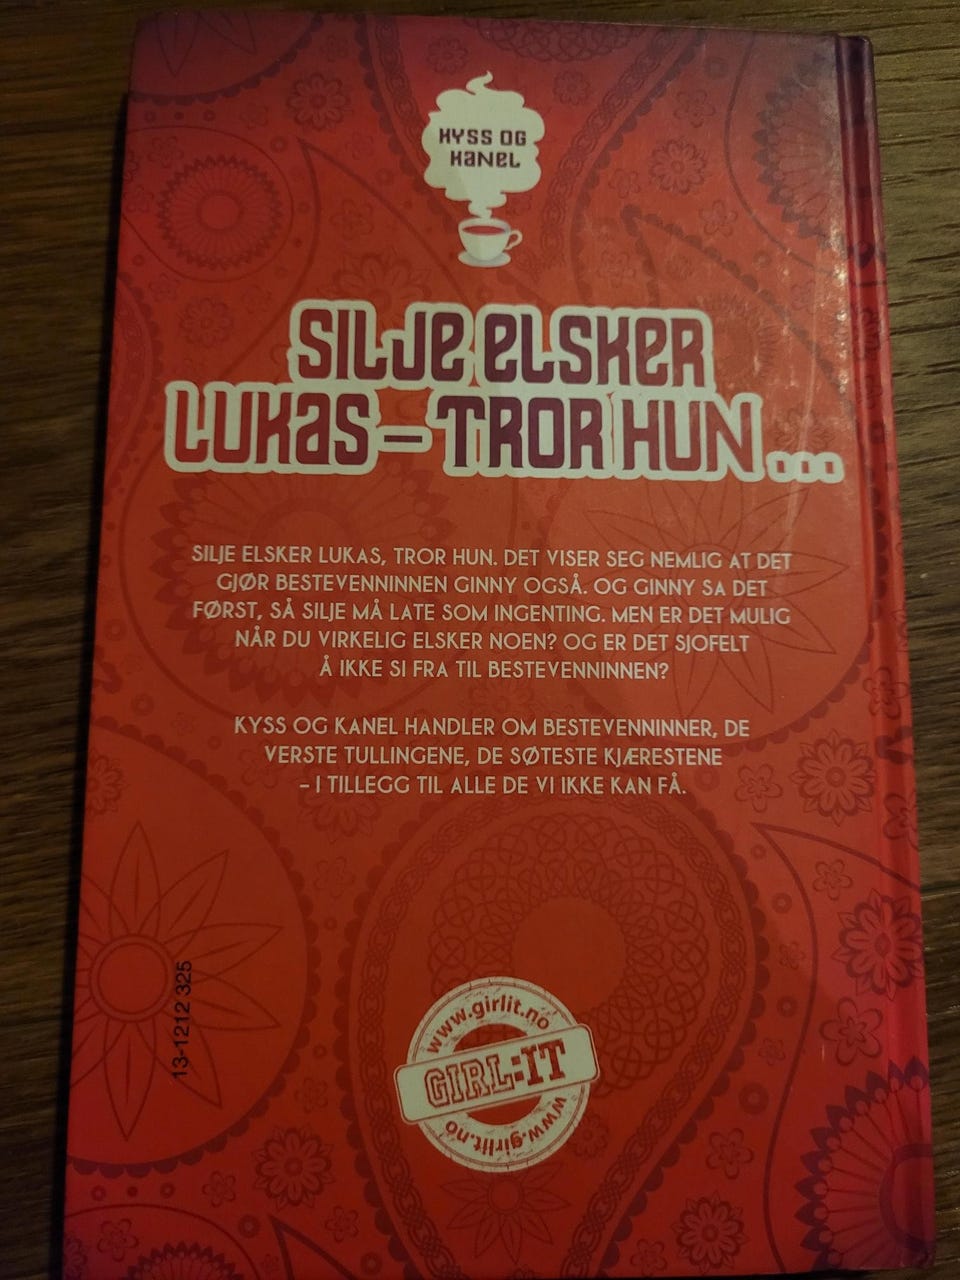 KYSS OG
KANEL
SILJE ELSKER
LUKAS – TROR HUN ...
SILJE ELSKER LUKAS, TROR HUN. DET VISER SEG NEMLIG AT DET
GJØR BESTEVENNINNEN GINNY OGSÅ. OG GINNY SA DET
FØRST, SÅ SILJE MÅ LATE SOM INGENTING. MEN ER DET MULIG
NÅR DU VIRKELIG ELSKER NOEN? OG ER DET SJOFELT
Å IKKE SI FRA TIL BESTEVENNINNEN?
KYSS OG KANEL HANDLER OM BESTEVENNINNER, DE
VERSTE TULLINGENE, DE SØTESTE KJÆRESTENE
– I TILLEGG TIL ALLE DE VI IKKE KAN FÅ.
13-1212 325
www.girlit.no
GIRL:IT
www.girlit.no